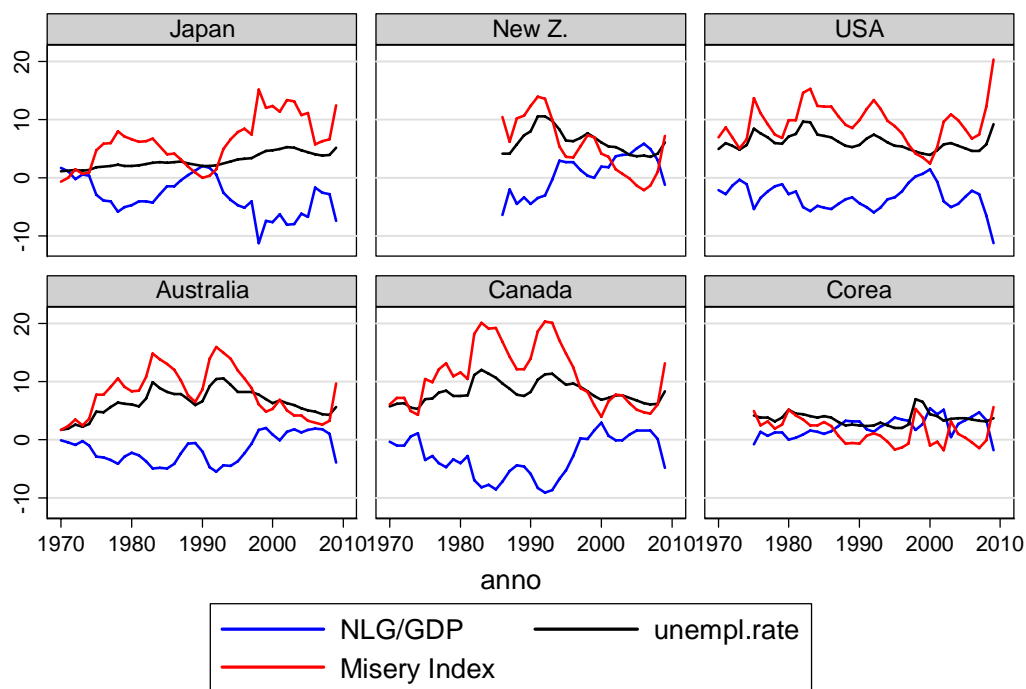 Japan New Z. USA
20
10
0
-10
Australia Canada Corea
20
10
0
-10
1970 1980 1990 2000 2010 1970 1980 1990 2000 2010 1970 1980 1990 2000 2010
anno
NLG/GDP unempl.rate
Misery Index